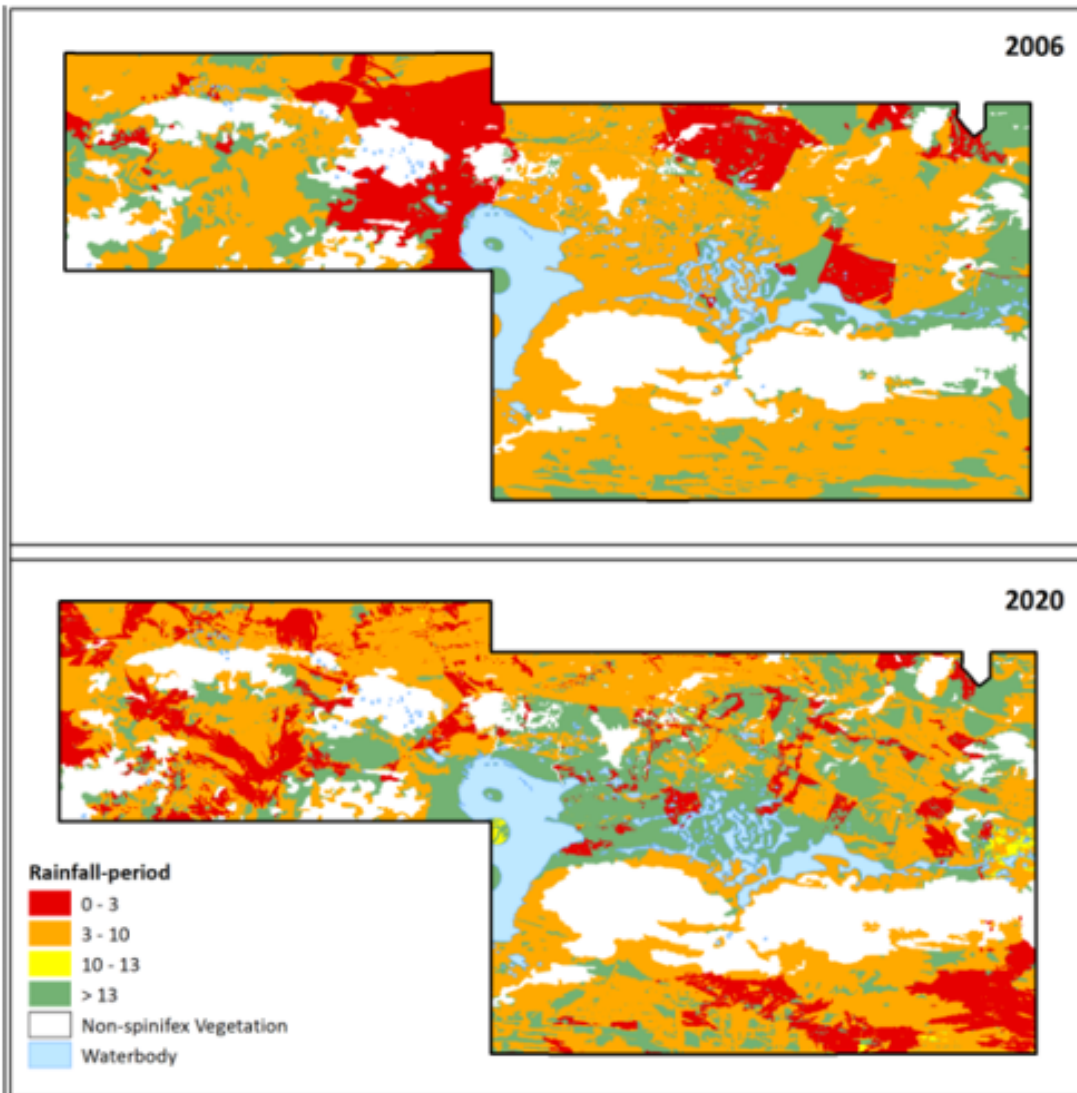 2006
2020
Rainfall-period
0 - 3
3 - 10
10 - 13
> 13
Non-spinifex Vegetation
Waterbody